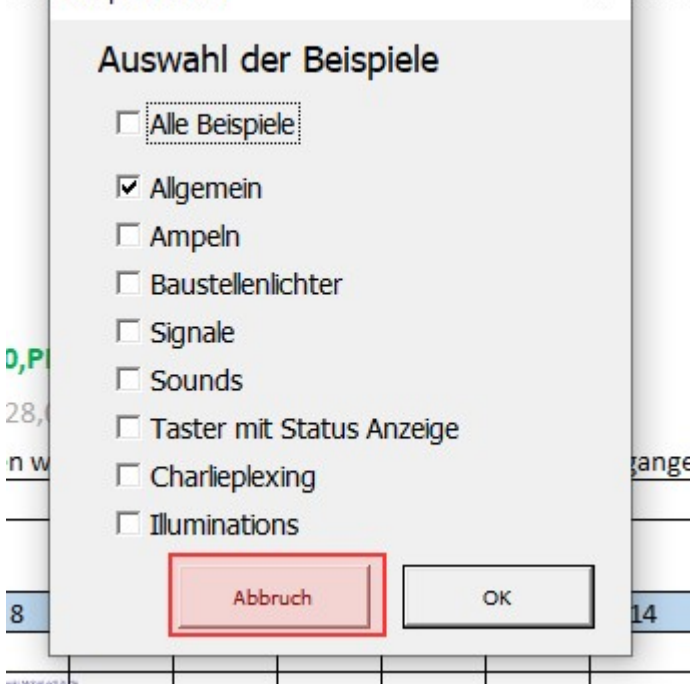 Auswahl der Beispiele
Alle Beispiele
Allgemein
Ampeln
Baustellenlichter
Signale
Sounds
Taster mit Status Anzeige
Charlieplexing
Illuminations
Abbruch OK
8 14